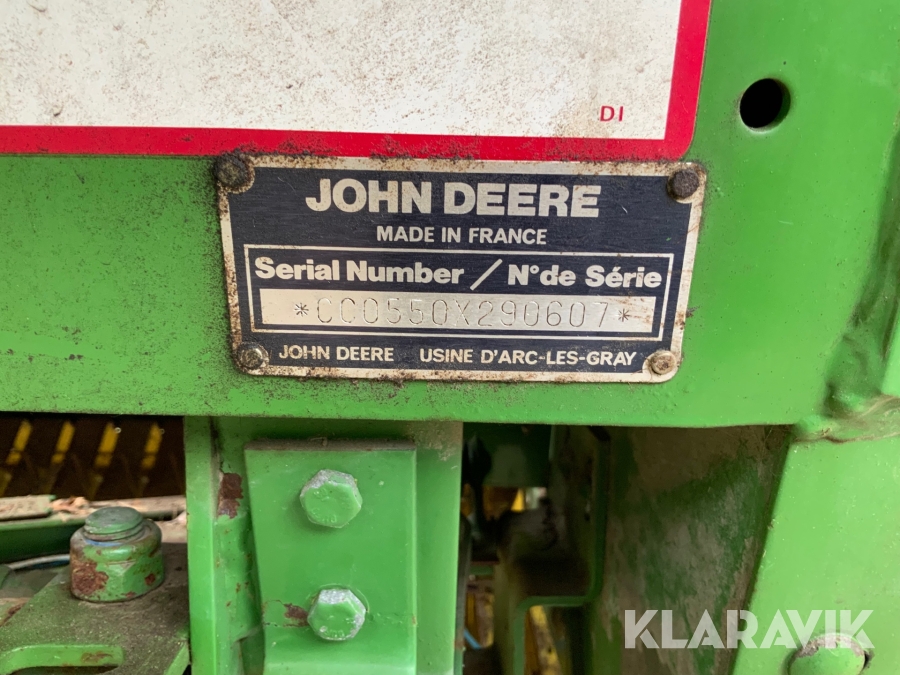 DI
JOHN DEERE
MADE IN FRANCE
Serial Number / N° de Série
*CC0550X290607*
JOHN DEERE USINE D'ARC-LES-GRAY
KLARAVIK